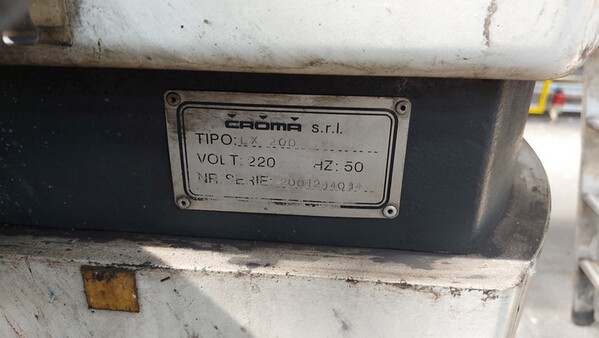 CROMA s.r.l.
TIPO: LX 200
VOLT: 220 HZ: 50
NR. SERIE: